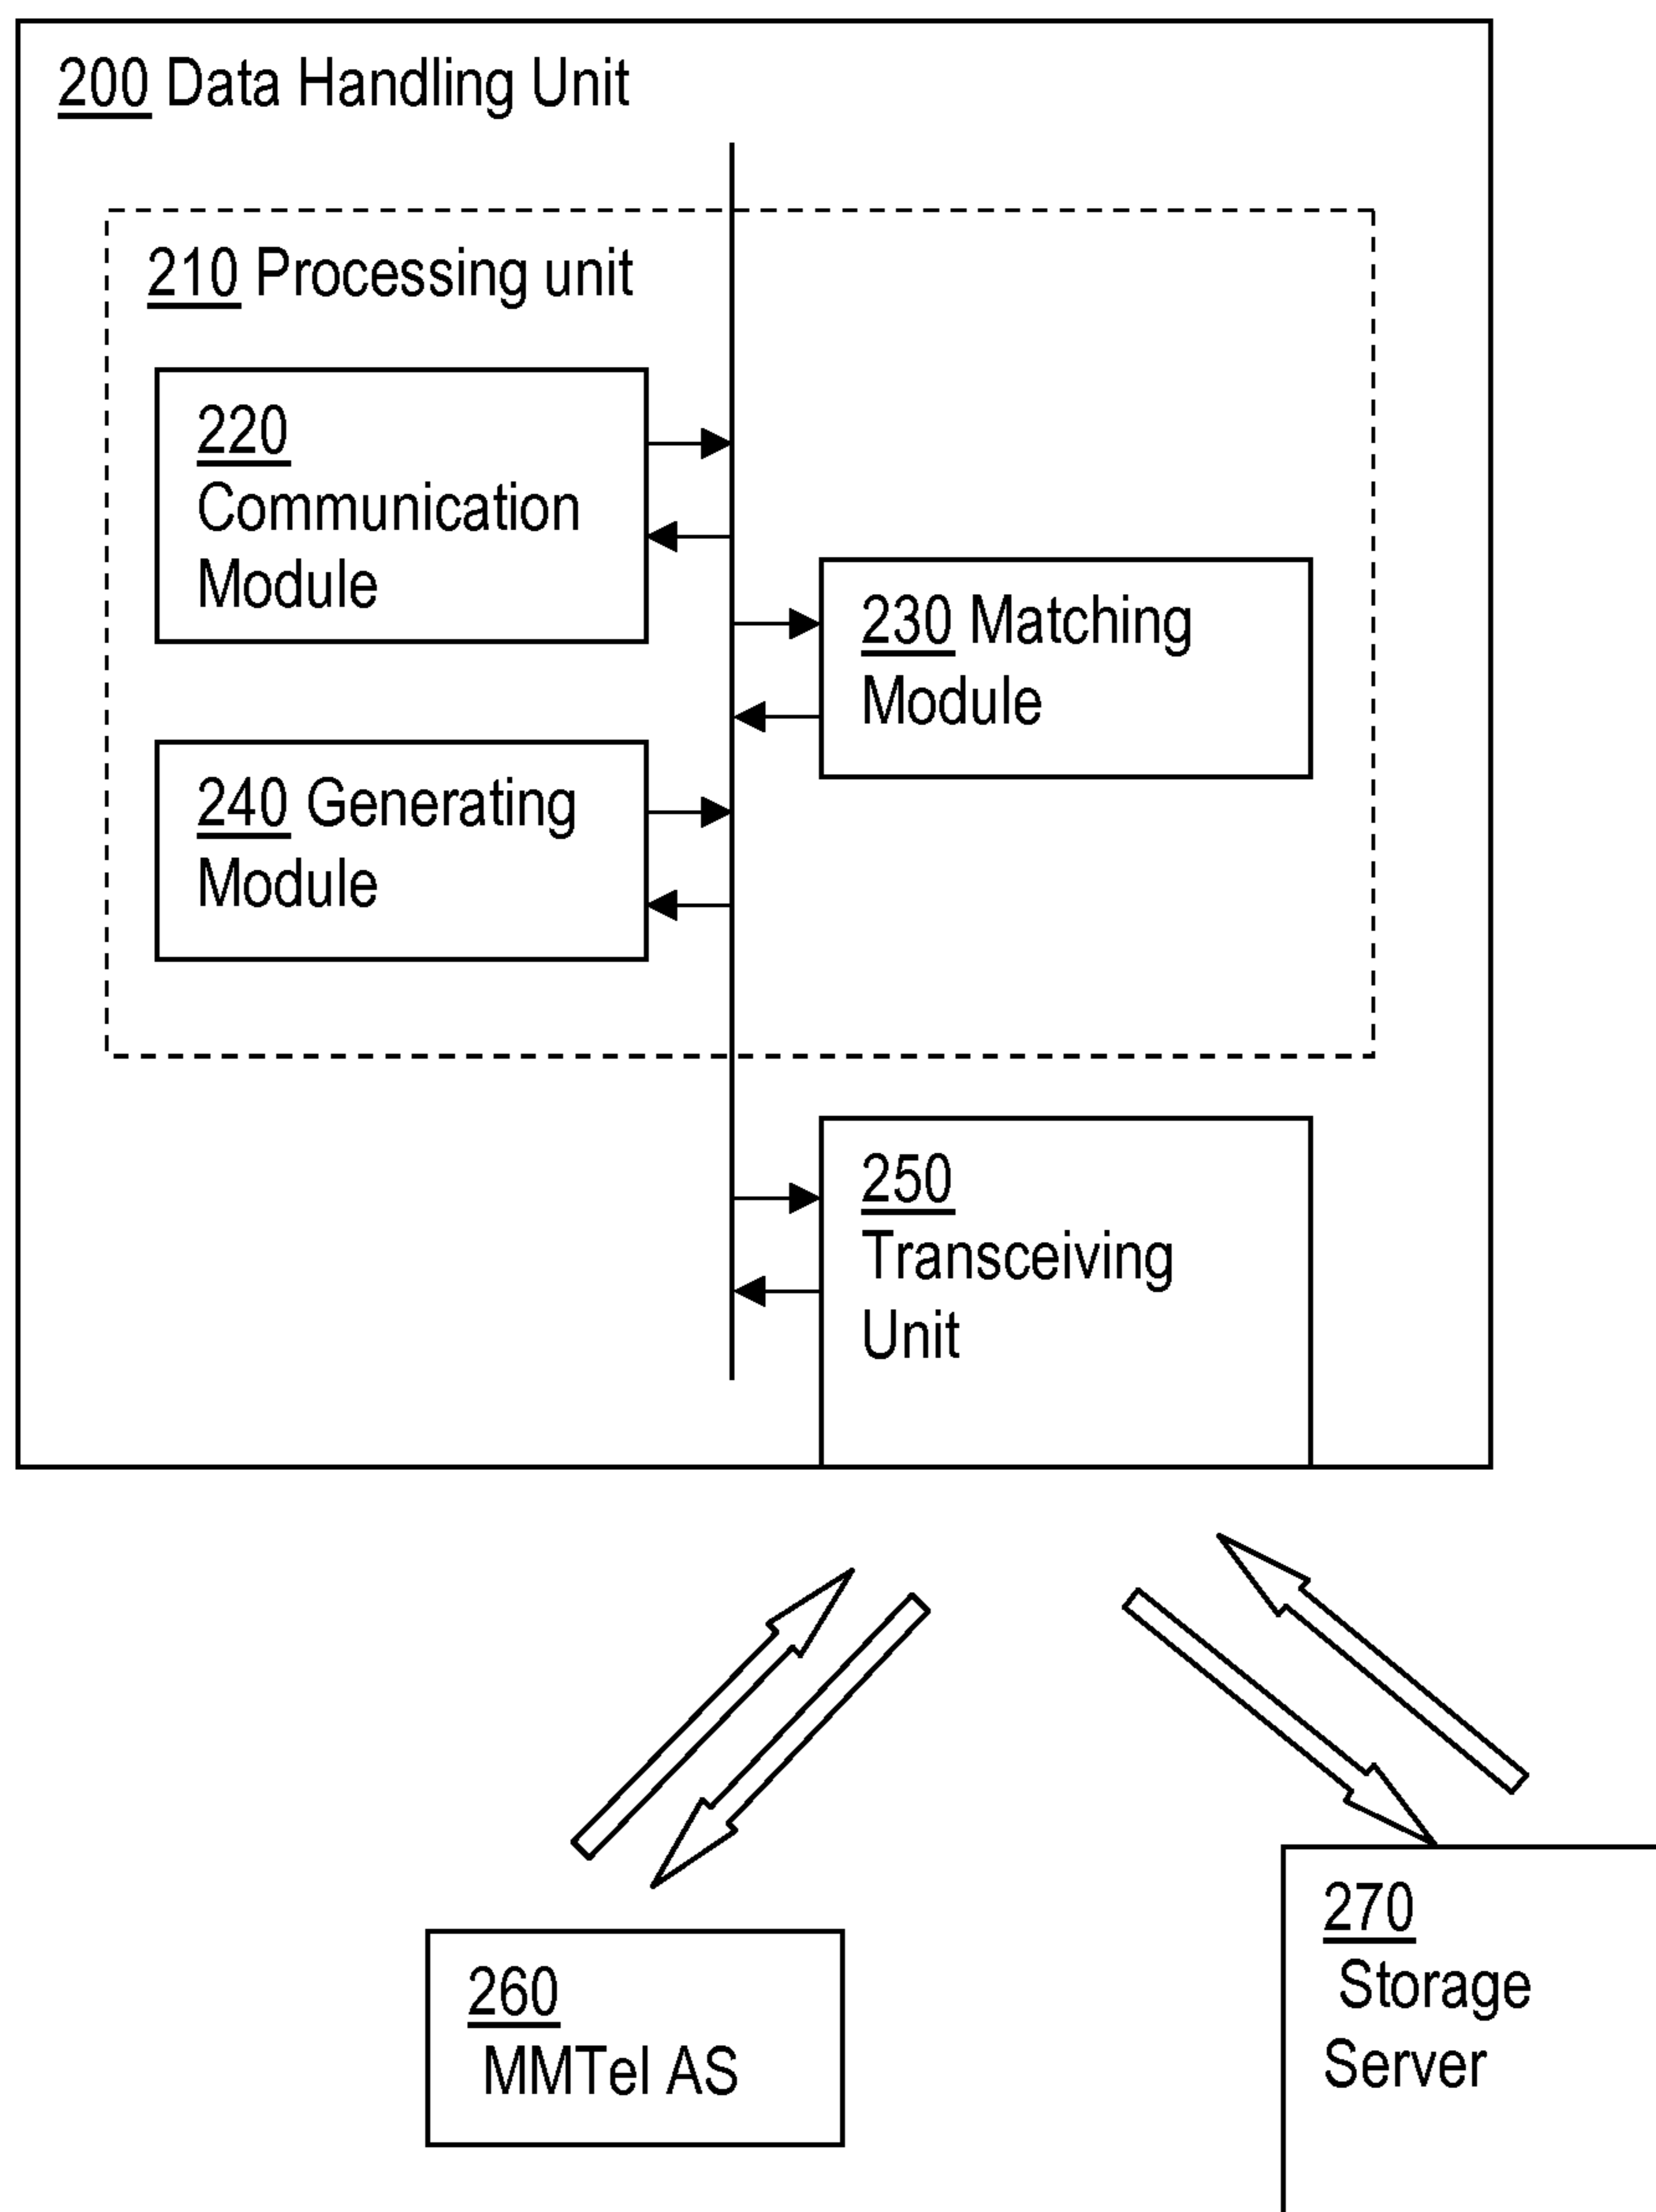 200 Data Handling Unit
210 Processing unit
220
Communication
Module
230 Matching
Module
240 Generating
Module
250
Transceiving
Unit
260
MMTel AS
270
Storage
Server